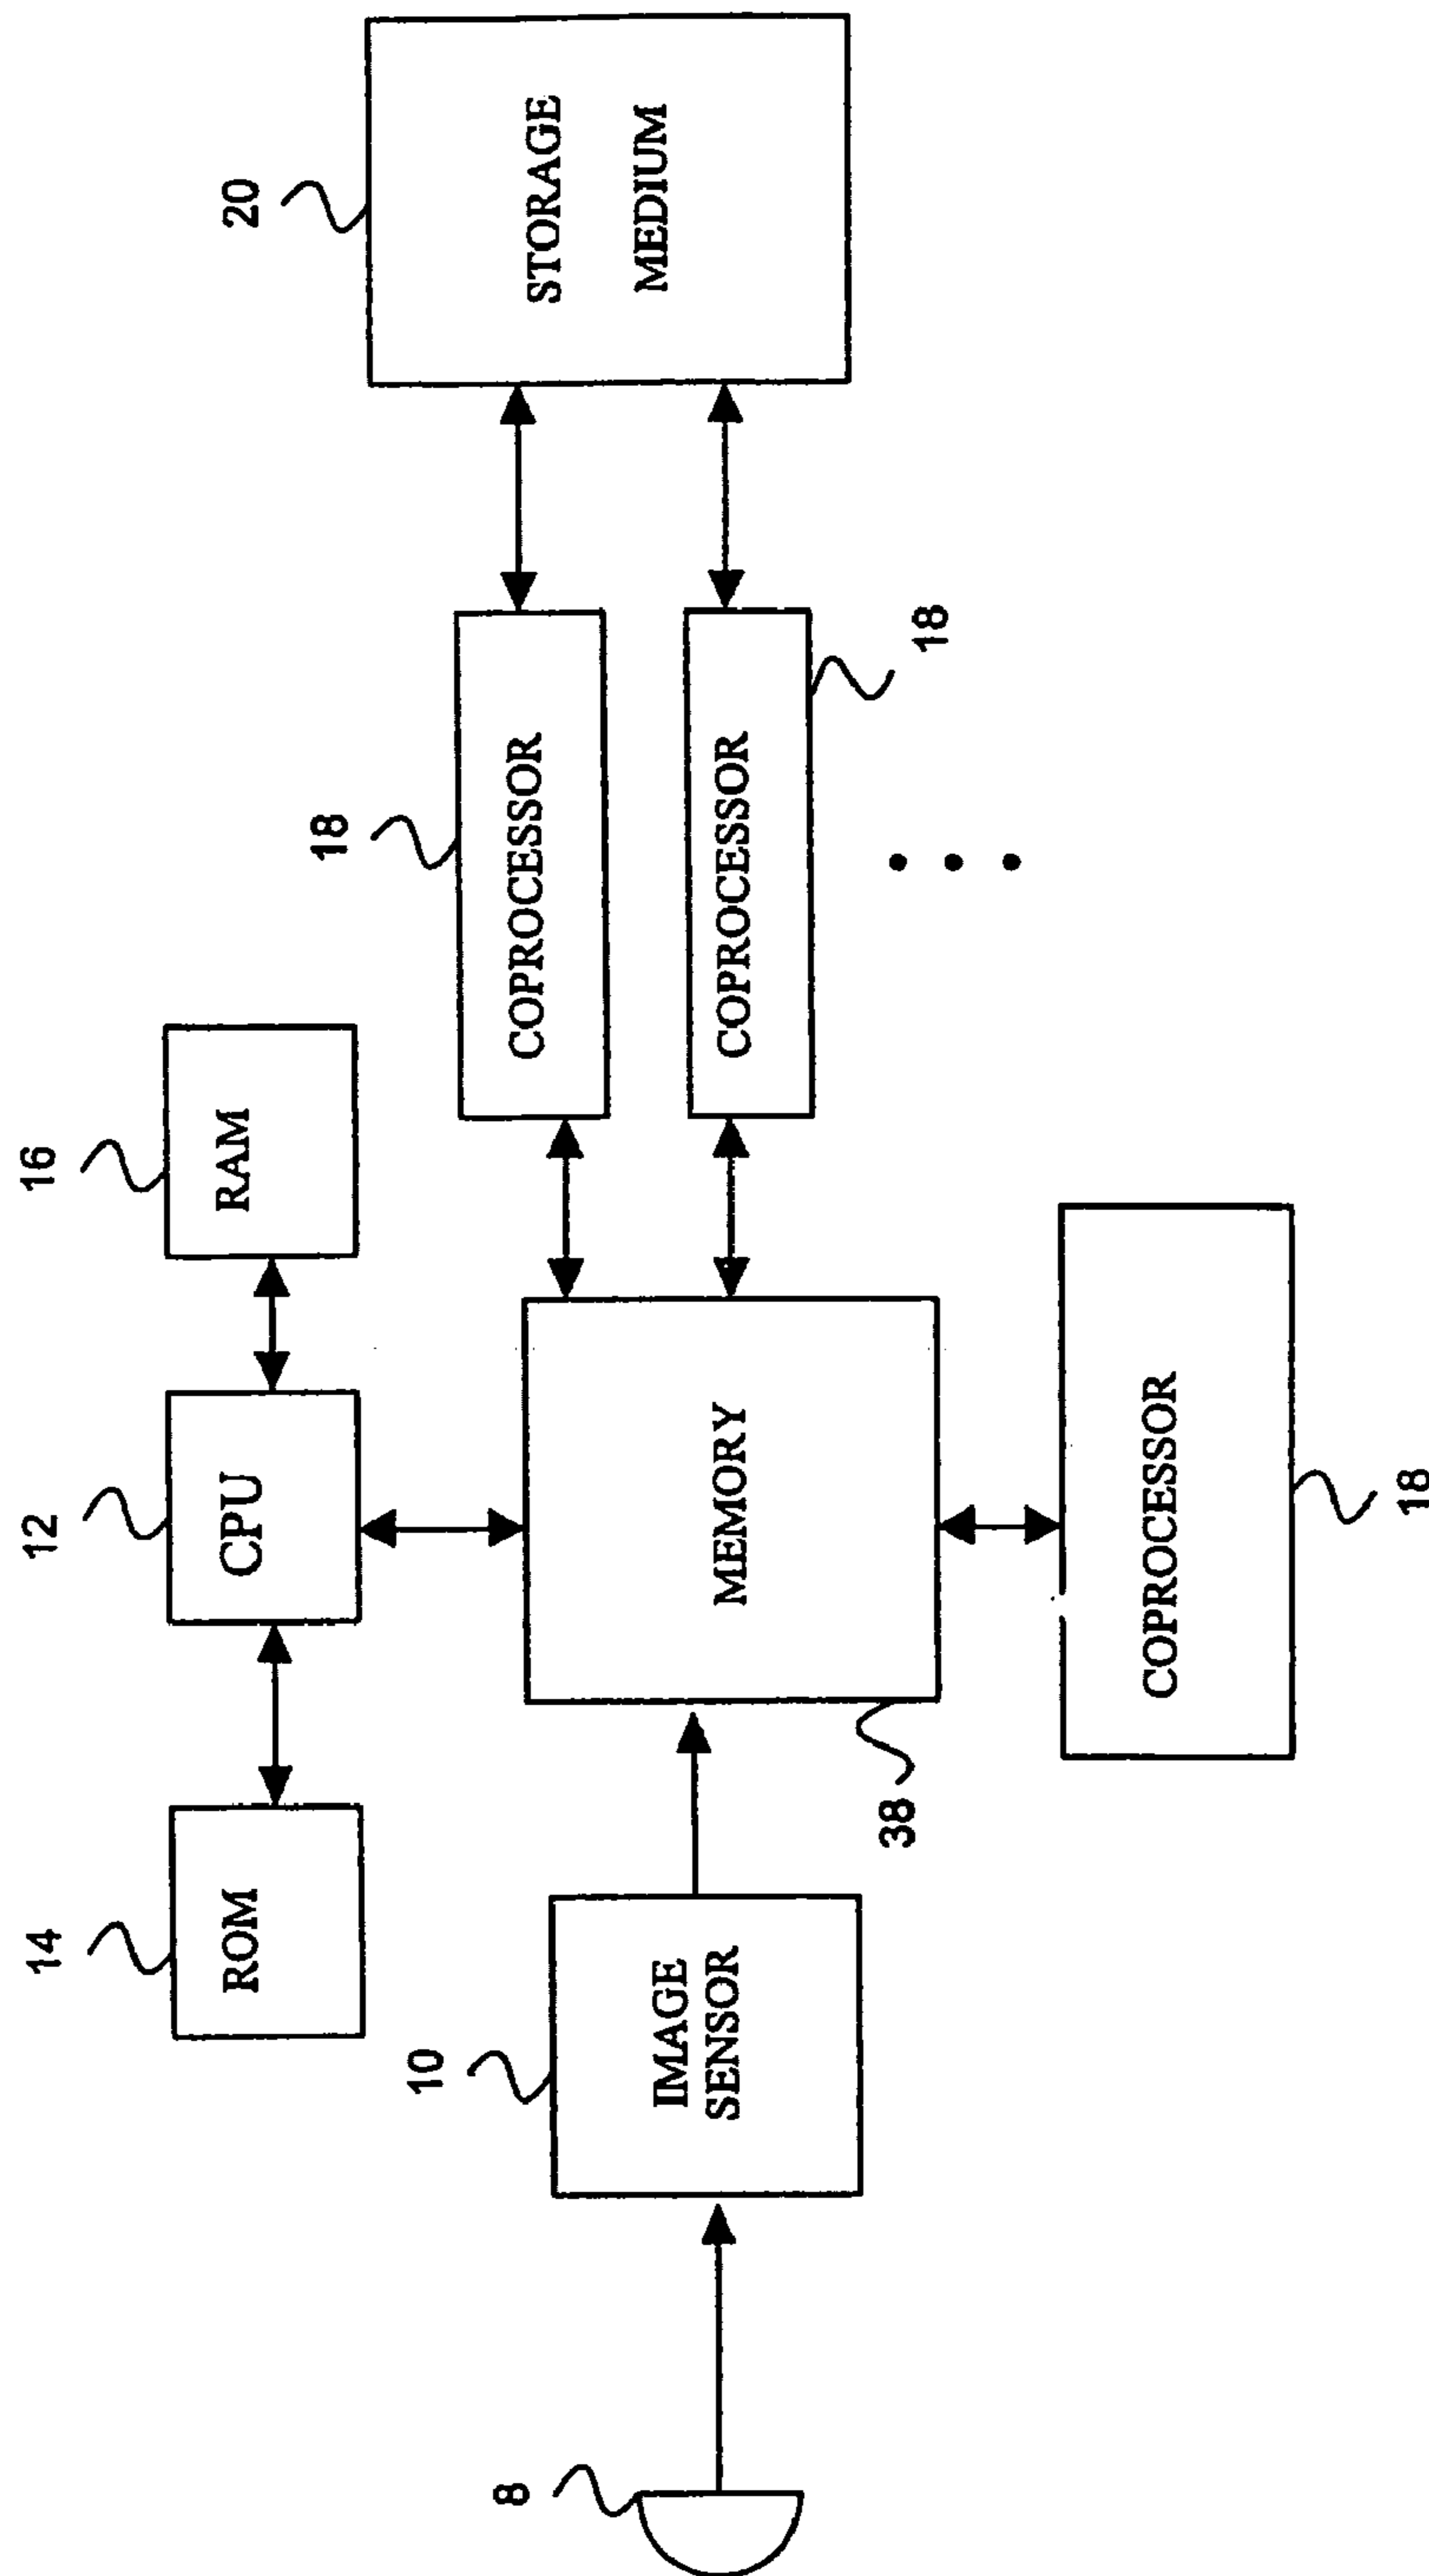 16
RAM
12
CPU
14
ROM
20
STORAGE
MEDIUM
18
COPROCESSOR
COPROCESSOR
18
MEMORY
38
10
IMAGE
SENSOR
8
COPROCESSOR
18